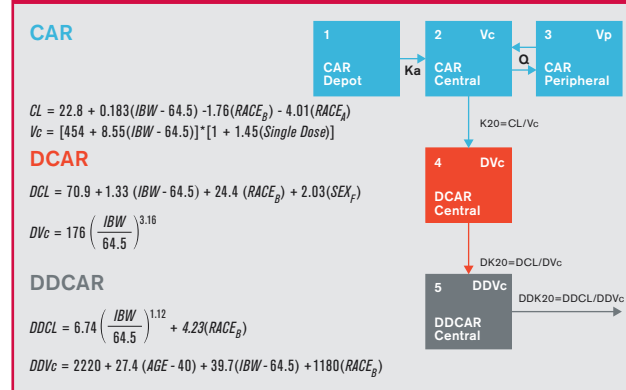 CAR
CL = 22.8 + 0.183(IBW - 64.5) -1.76(RACE_B) - 4.01(RACE_A)
Vc = [454 + 8.55(IBW - 64.5)]*[1 + 1.45(Single Dose)]
DCAR
DCL = 70.9 + 1.33 (IBW - 64.5) + 24.4 (RACE_B) + 2.03(SEX_F)
DVc = 176 (IBW / 64.5)^3.16
DDCAR
DDCL = 6.74 (IBW / 64.5)^1.12 + 4.23(RACE_B)
DDVc = 2220 + 27.4 (AGE - 40) + 39.7(IBW - 64.5) +1180(RACE_B)
1
CAR
Depot
Ka
2 Vc
CAR
Central
Q
3 Vp
CAR
Peripheral
K20=CL/Vc
4 DVc
DCAR
Central
DK20=DCL/DVc
5 DDVc
DDCAR
Central
DDK20=DDCL/DDVc